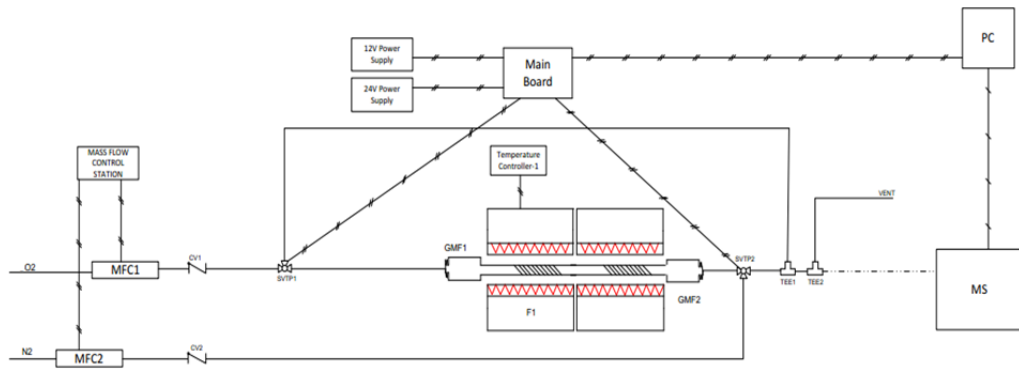 12V Power
Supply
24V Power
Supply
Main
Board
PC
MASS FLOW
CONTROL
STATION
Temperature
Controller-1
VENT
GMF1
O2
MFC1
CV1
SVTP1
SVTP2
TEE1
TEE2
MS
F1
GMF2
N2
MFC2
CV2